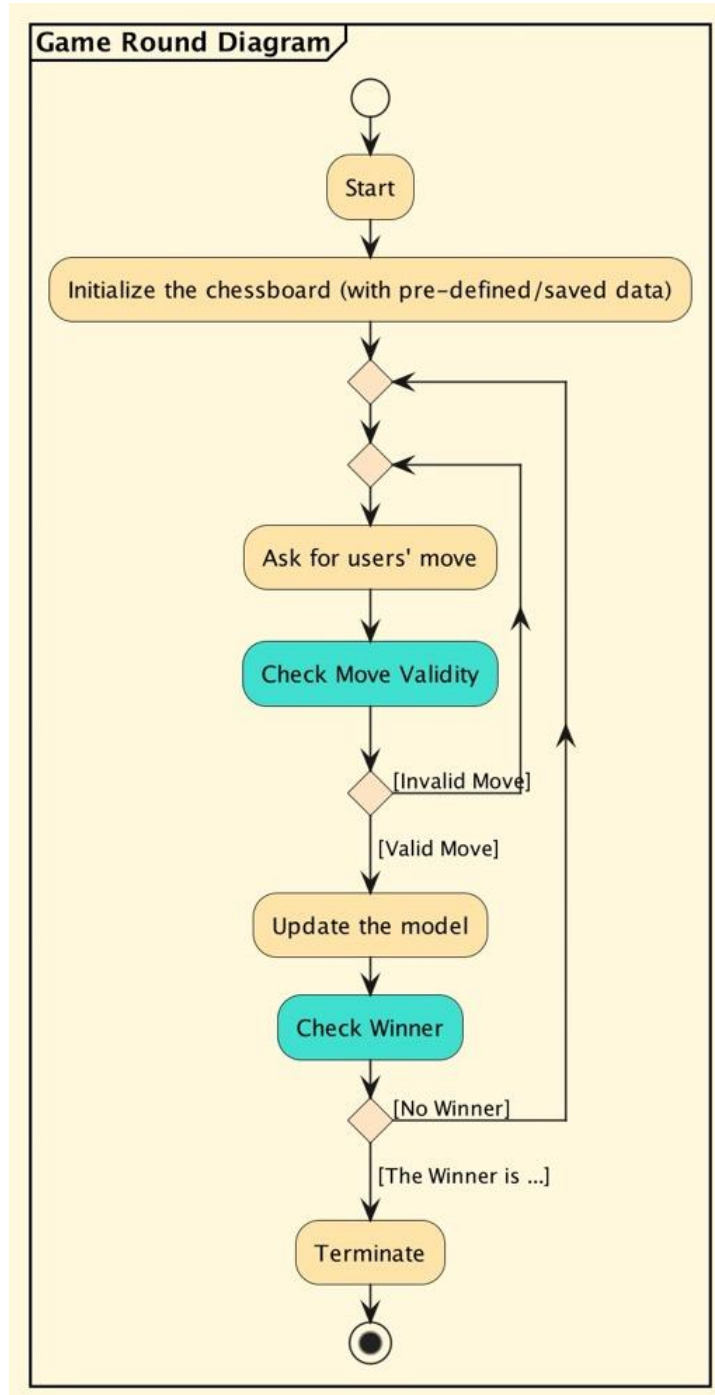 Game Round Diagram
Start
Initialize the chessboard (with pre-defined/saved data)
Ask for users' move
Check Move Validity
[Invalid Move]
[Valid Move]
Update the model
Check Winner
[No Winner]
[The Winner is ...]
Terminate